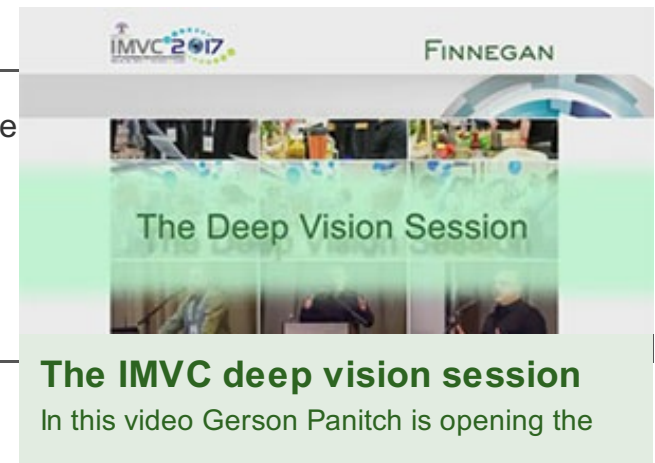 IMVC 2017
FINNEGAN
e
The Deep Vision Session
The IMVC deep vision session
In this video Gerson Panitch is opening the